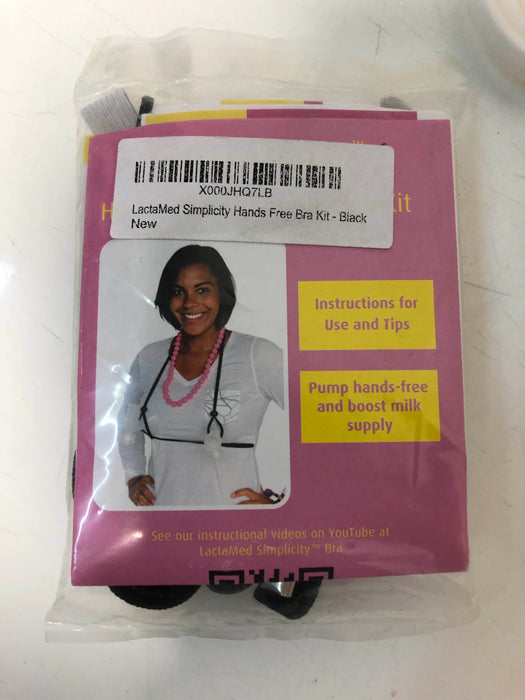 X000JHQ7LB
LactaMed Simplicity Hands Free Bra Kit - Black
New
Kit
Instructions for
Use and Tips
Pump hands-free
and boost milk
supply
See our instructional videos on YouTube at
LactaMed Simplicity™ Bra